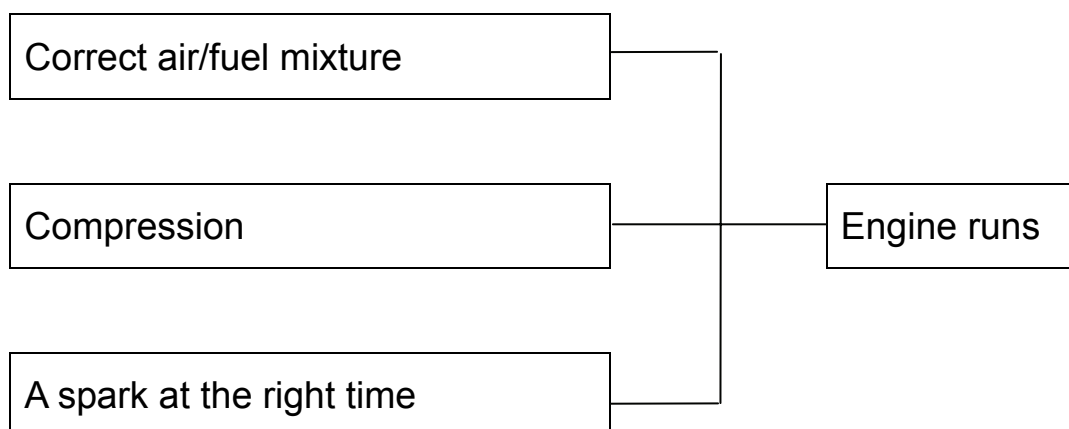 Correct air/fuel mixture
Compression
Engine runs
A spark at the right time